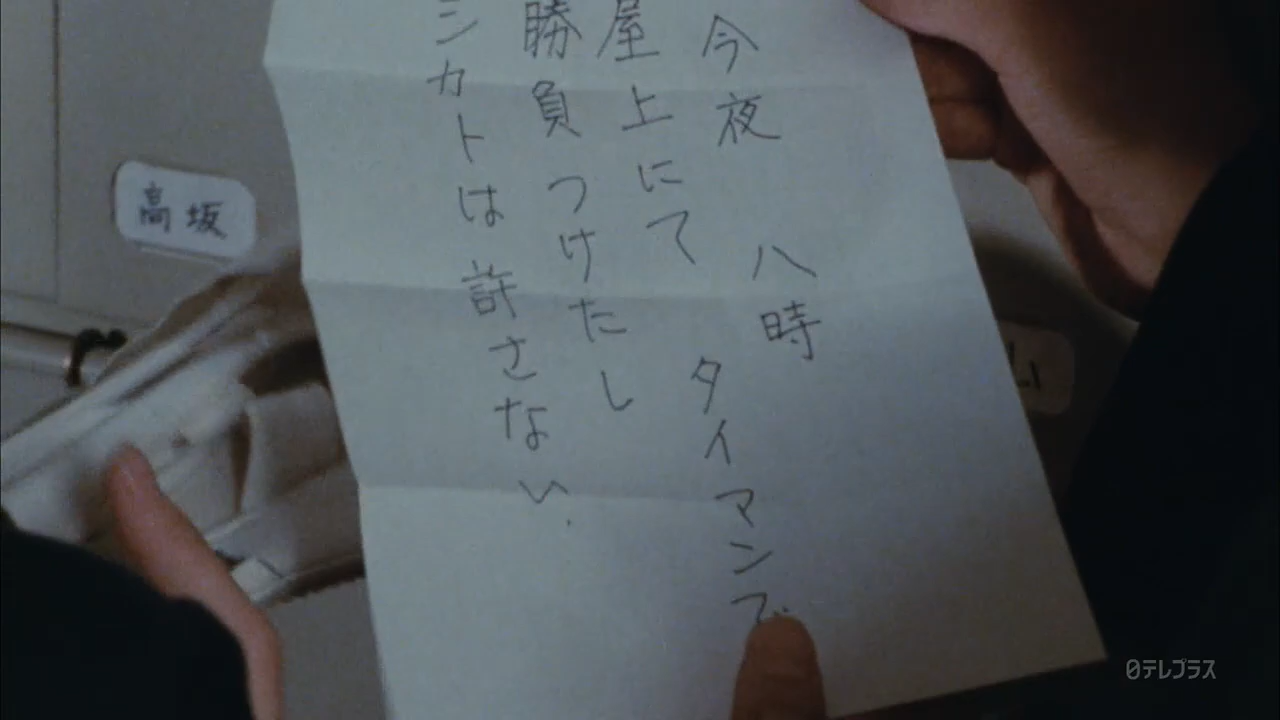 今夜 八時
屋上にて タイマンで
勝負つけたし
シカトは許さない.
高坂
日テレプラス